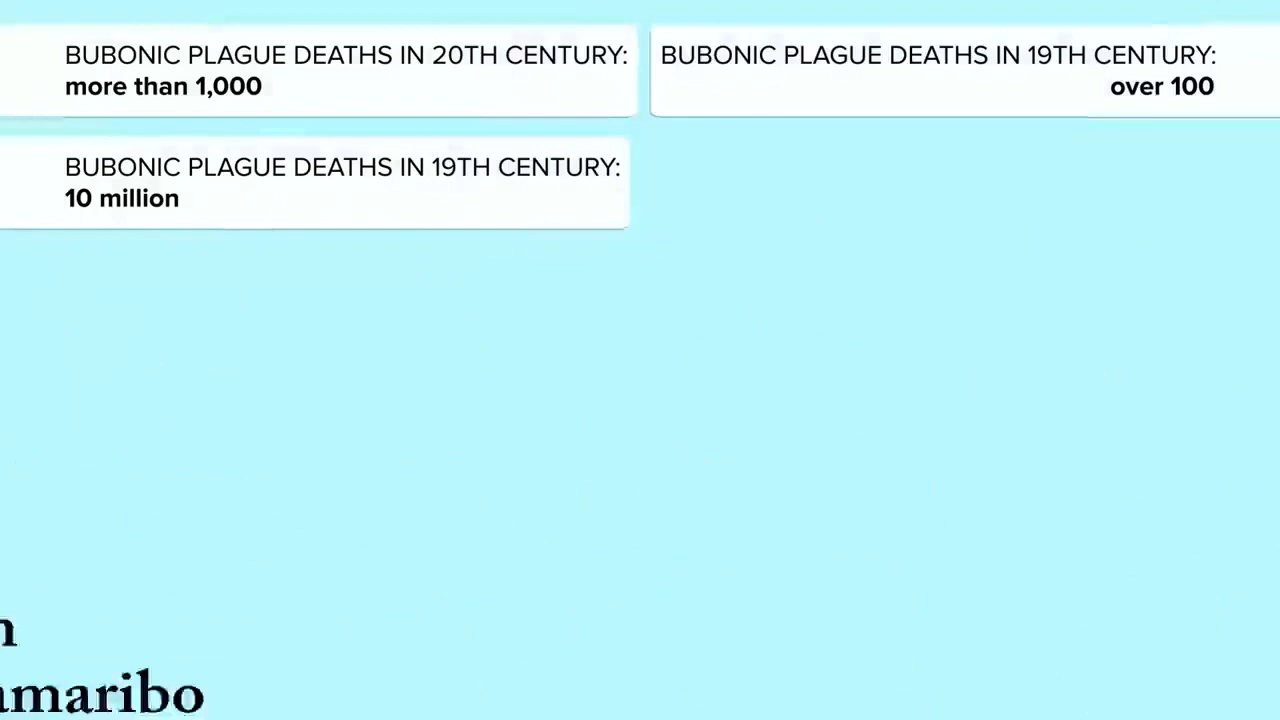 BUBONIC PLAGUE DEATHS IN 20TH CENTURY:
more than 1,000
BUBONIC PLAGUE DEATHS IN 19TH CENTURY:
over 100
BUBONIC PLAGUE DEATHS IN 19TH CENTURY:
10 million
n
amaribo